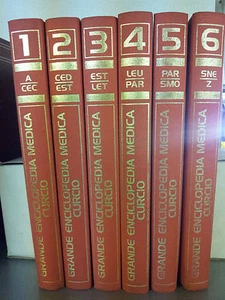 1
A
CEC
GRANDE ENCICLOPEDIA MEDICA
CURCIO
2
CED
EST
GRANDE ENCICLOPEDIA MEDICA
CURCIO
3
EST
LET
GRANDE ENCICLOPEDIA MEDICA
CURCIO
4
LEU
PAR
GRANDE ENCICLOPEDIA MEDICA
CURCIO
5
PAR
SMO
GRANDE ENCICLOPEDIA MEDICA
CURCIO
6
SNE
Z
GRANDE ENCICLOPEDIA MEDICA
CURCIO